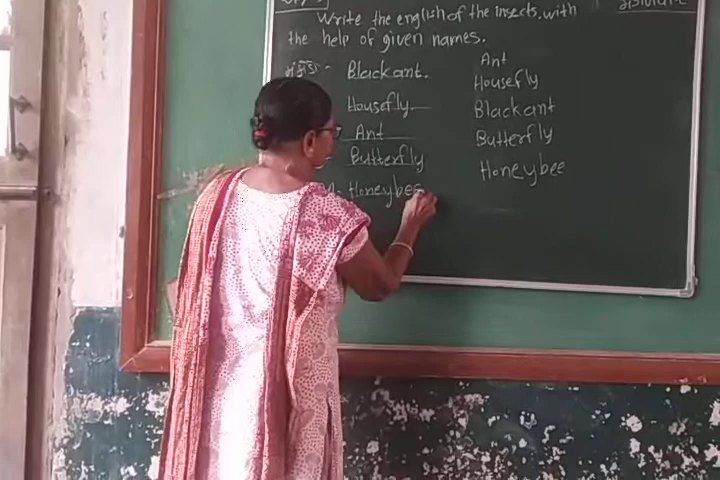 Write the english of the insects. with
the help of given names.
Blackant.
Ant
Housefly
Housefly
Blackant
Ant
Butterfly
Butterfly
Honeybee
Honeybee